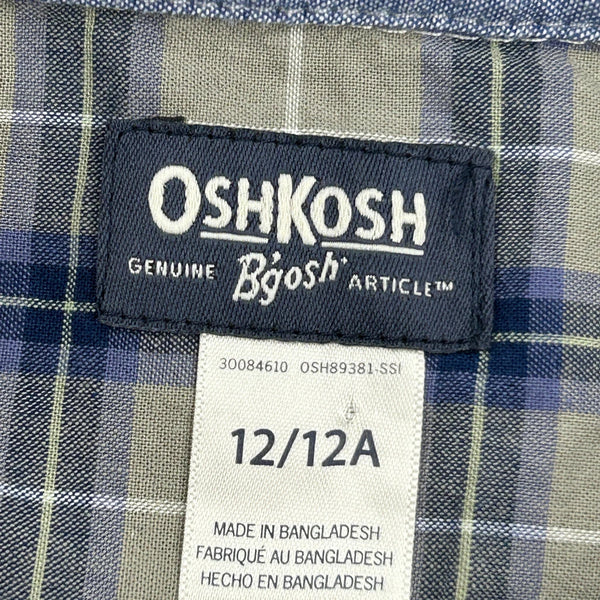 OSHKOSH
GENUINE B'gosh ARTICLE™
30084610 OSH89381-SSI
12/12A
MADE IN BANGLADESH
FABRIQUÉ AU BANGLADESH
HECHO EN BANGLADESH